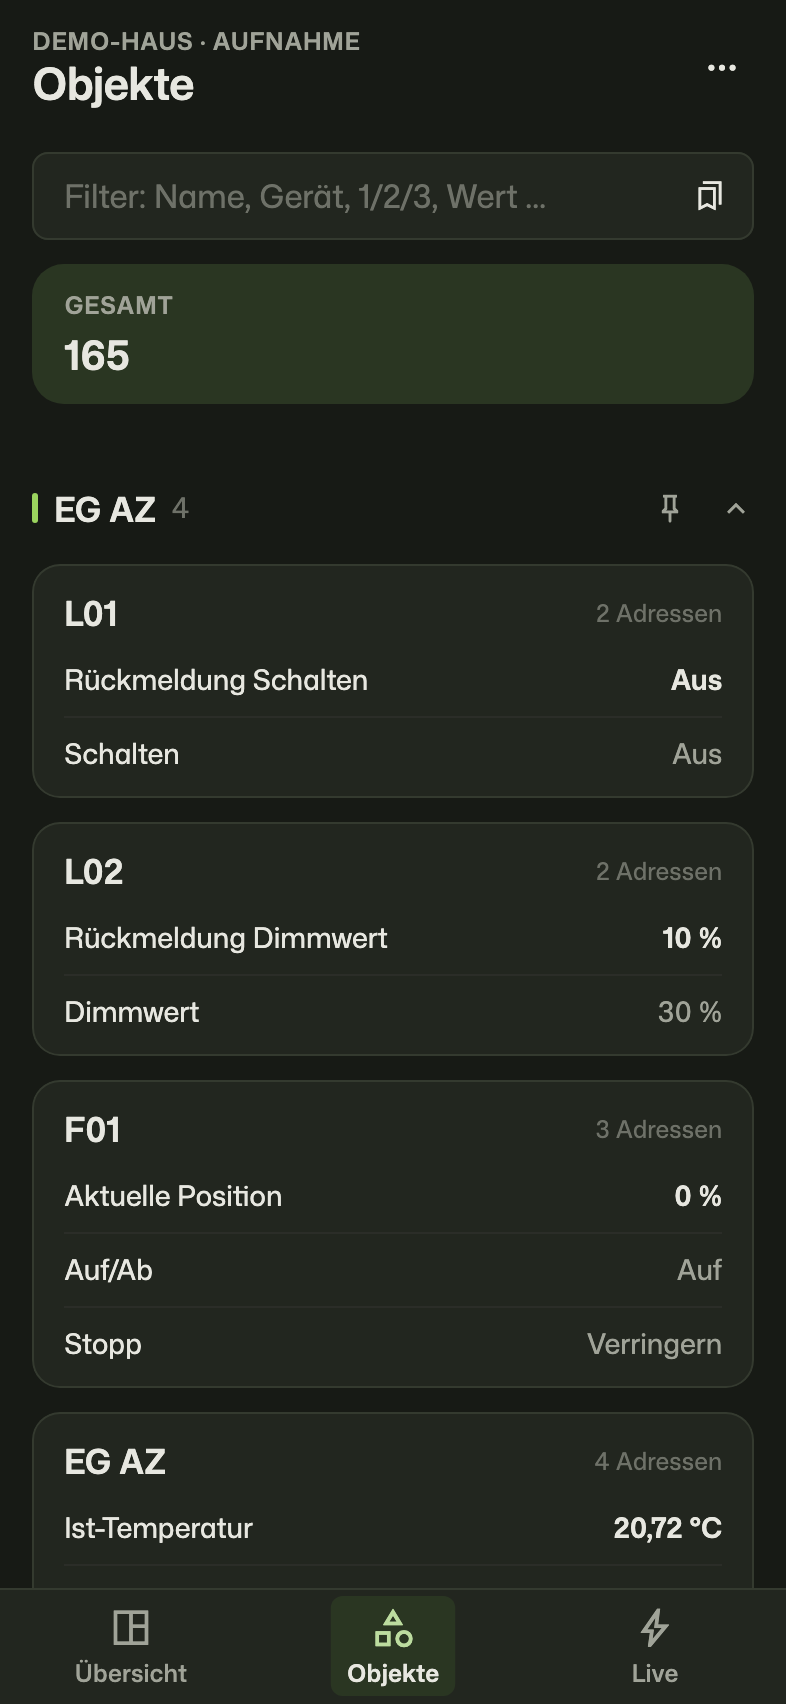 DEMO-HAUS · AUFNAHME
Objekte
Filter: Name, Gerät, 1/2/3, Wert ...
GESAMT
165
EG AZ 4
L01 2 Adressen
Rückmeldung Schalten Aus
Schalten Aus
L02 2 Adressen
Rückmeldung Dimmwert 10 %
Dimmwert 30 %
F01 3 Adressen
Aktuelle Position 0 %
Auf/Ab Auf
Stopp Verringern
EG AZ 4 Adressen
Ist-Temperatur 20,72 °C
Übersicht Objekte Live